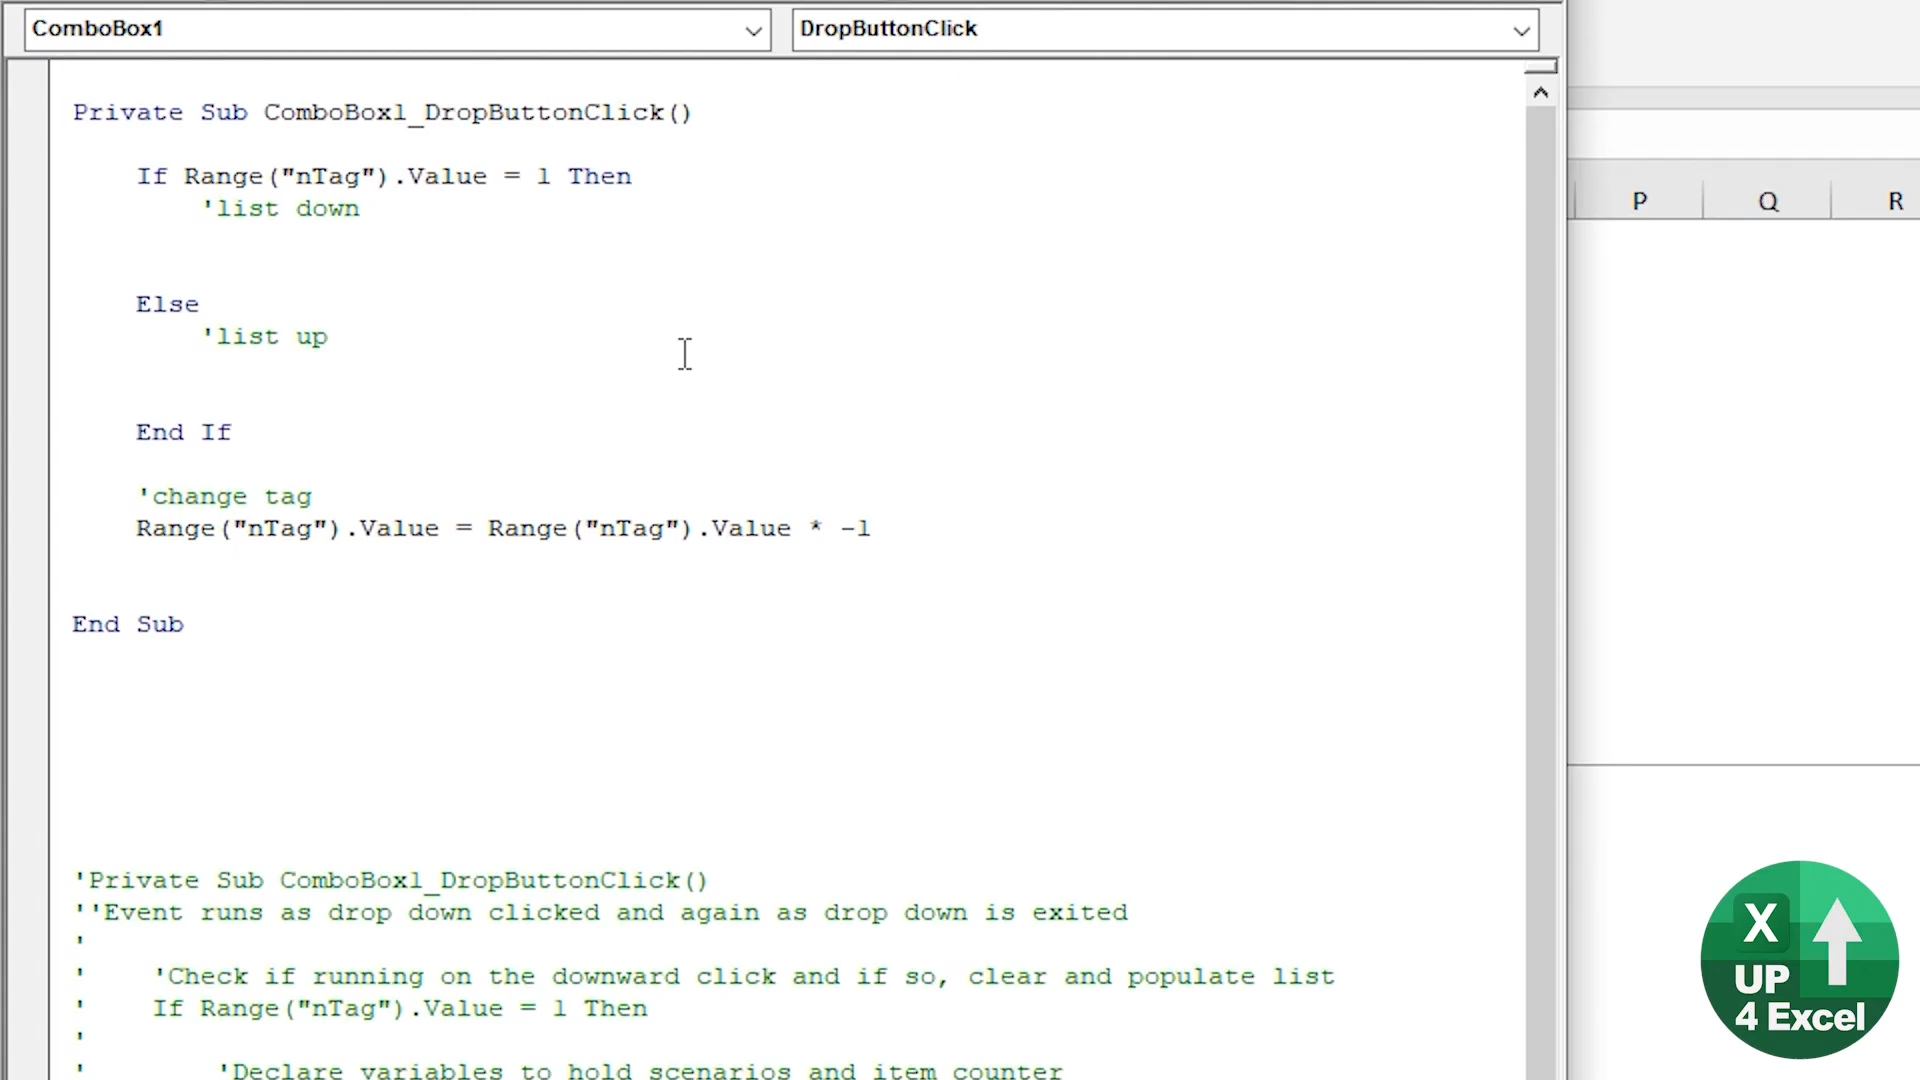 ComboBox1
DropButtonClick
Private Sub ComboBox1_DropButtonClick()
If Range("nTag").Value = 1 Then
'list down
Else
'list up
End If
'change tag
Range("nTag").Value = Range("nTag").Value * -1
End Sub
'Private Sub ComboBox1_DropButtonClick()
''Event runs as drop down clicked and again as drop down is exited
'
' 'Check if running on the downward click and if so, clear and populate list
' If Range("nTag").Value = 1 Then
'
' 'Declare variables to hold scenarios and item counter
P Q R
X
UP
4 Excel